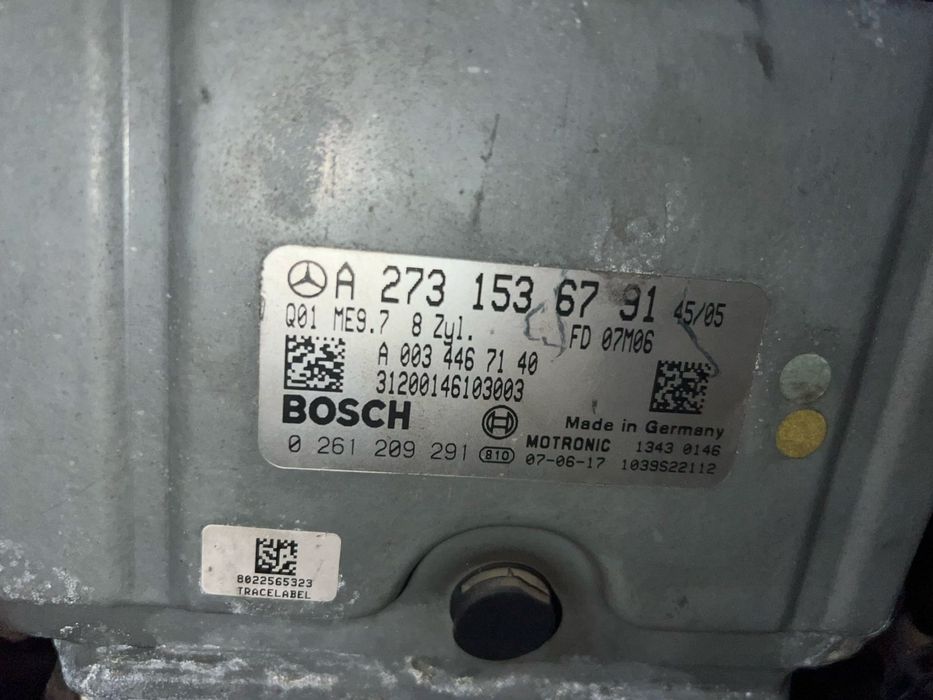 A 273 153 67 91 45/05
Q01 ME9.7 8 Zyl. FD 07M06
A 003 446 71 40
31200146103003
BOSCH
Made in Germany
0 261 209 291 810 MOTRONIC 1343 0146
07-06-17 1039S22112
8022565323
TRACELABEL